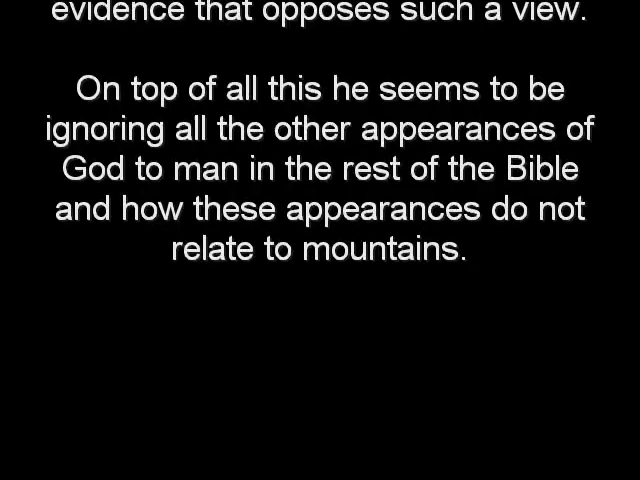 evidence that opposes such a view.
On top of all this he seems to be
ignoring all the other appearances of
God to man in the rest of the Bible
and how these appearances do not
relate to mountains.